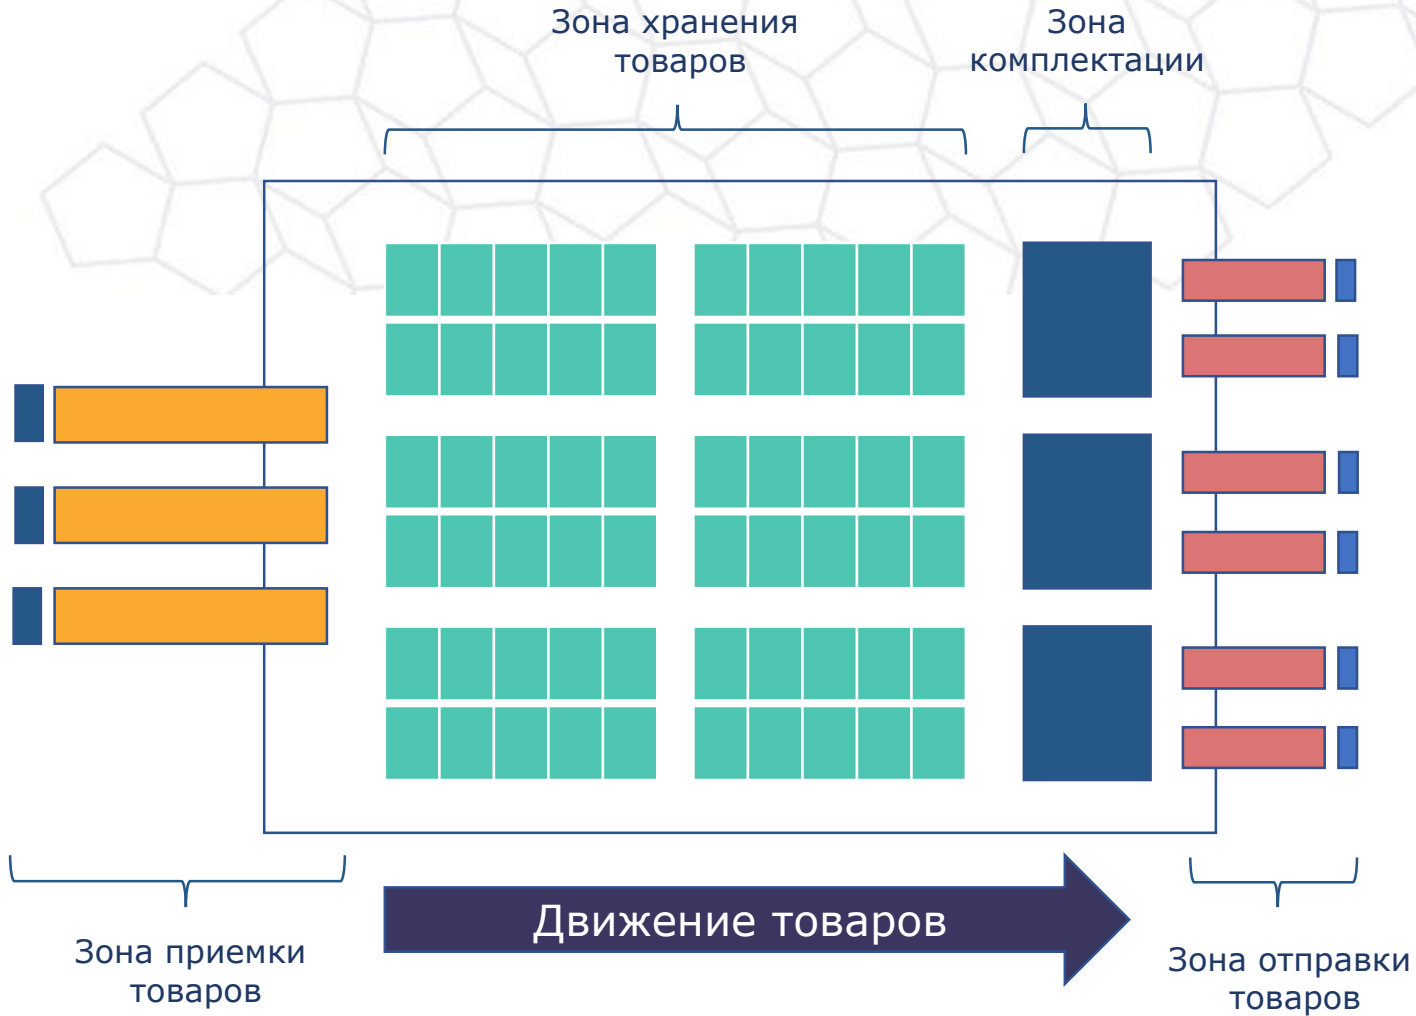 Зона хранения
товаров
Зона
комплектации
Движение товаров
Зона приемки
товаров
Зона отправки
товаров